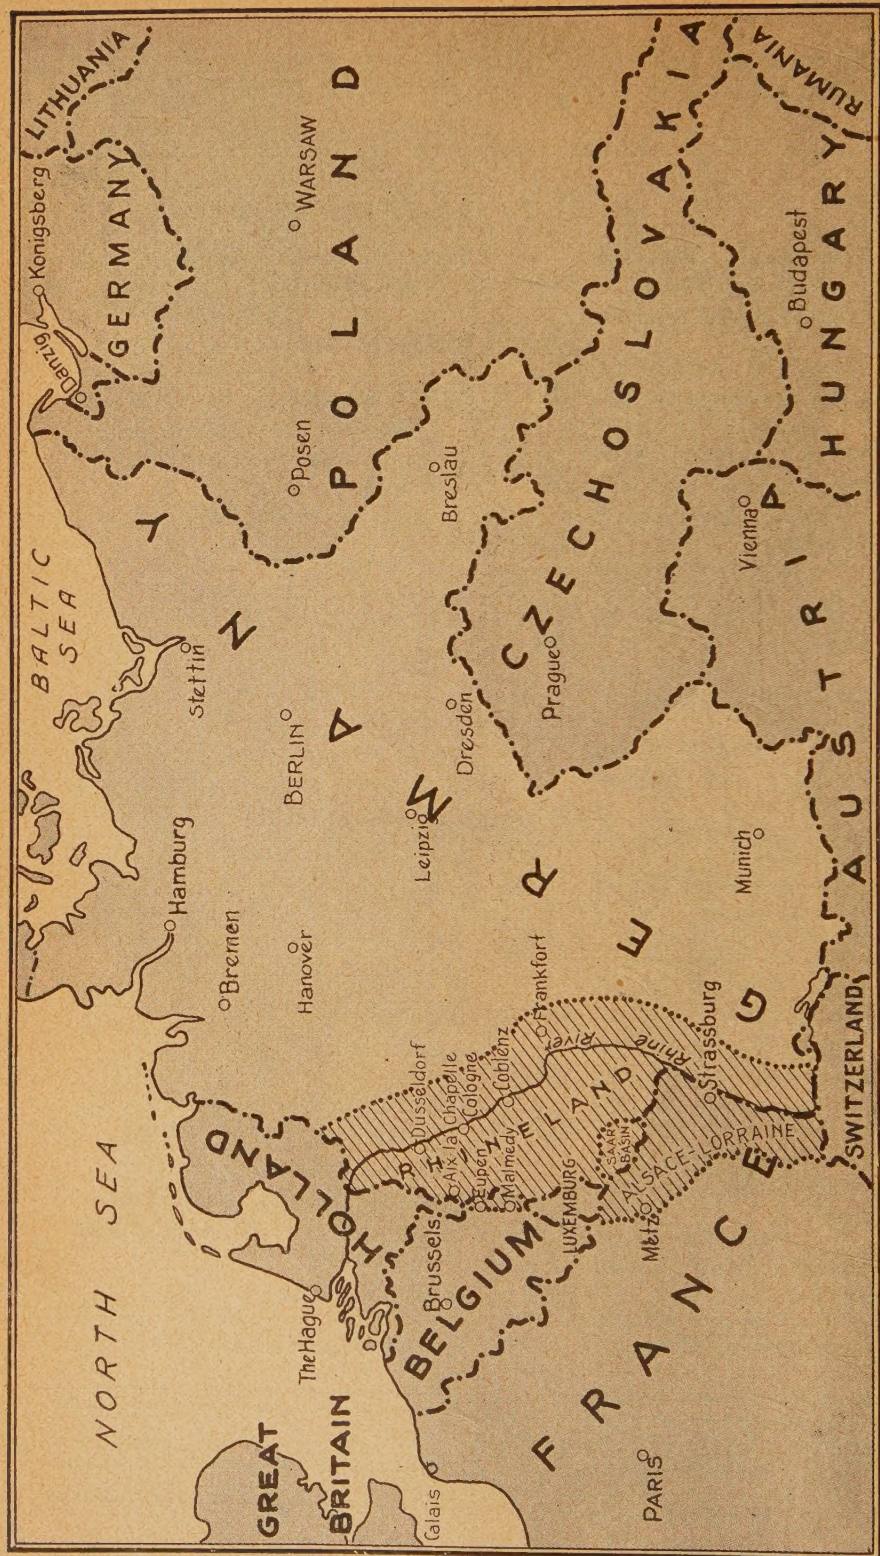 NORTH SEA
BALTIC
SEA
LITHUANIA
Konigsberg
Danzig
GERMANY
GREAT
BRITAIN
The Hague
HOLLAND
Bremen
Hamburg
Hanover
Stettin
BERLIN
Posen
WARSAW
POLAND
Calais
Brussels
BELGIUM
Eupen
Malmedy
Aix la Chapelle
Dusseldorf
Cologne
Coblenz
RHINELAND
Rhine River
Frankfort
Leipzig
Dresden
Breslau
GERMANY
Prague
CZECHOSLOVAKIA
LUXEMBURG
SAAR
BASIN
Metz
ALSACE-LORRAINE
Strassburg
PARIS
FRANCE
Munich
Vienna
Budapest
SWITZERLAND
AUSTRIA
HUNGARY
RUMANIA